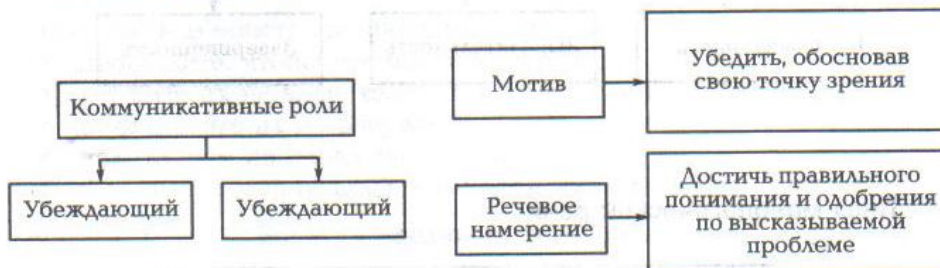 Коммуникативные роли
Убеждающий
Убеждающий
Мотив
Убедить, обосновав
свою точку зрения
Речевое
намерение
Достичь правильного
понимания и одобрения
по высказываемой
проблеме